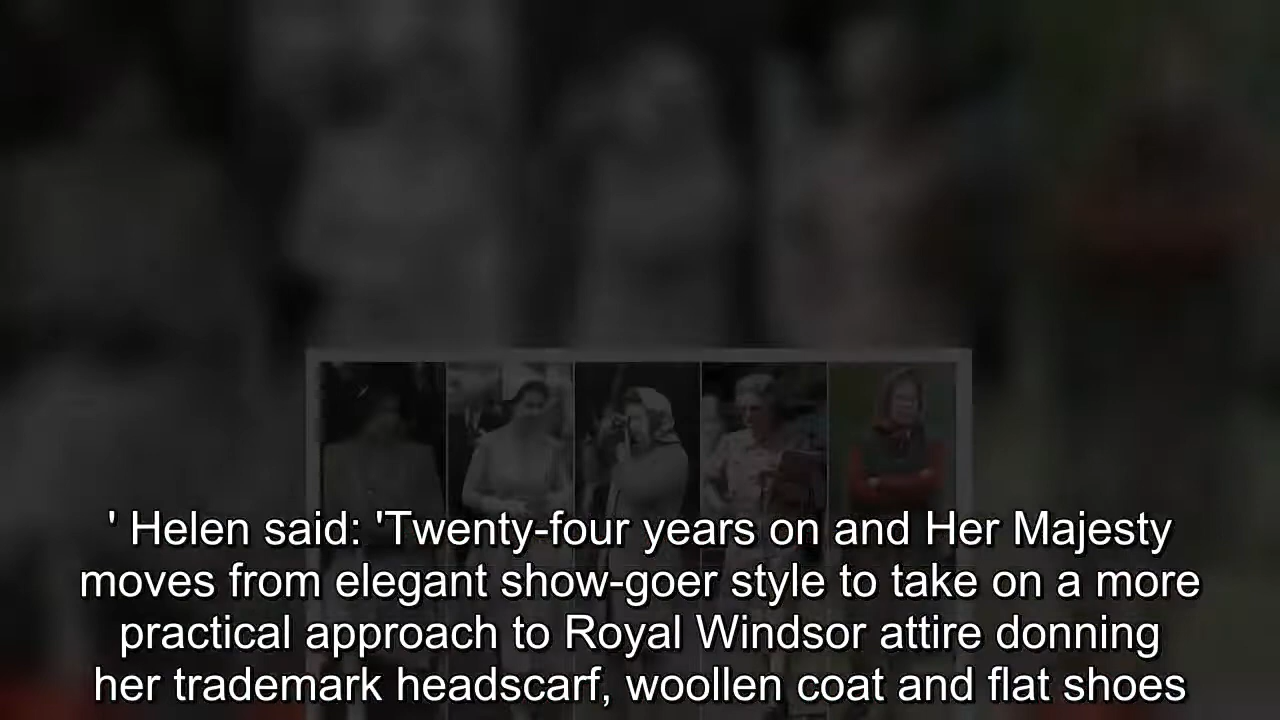 ' Helen said: 'Twenty-four years on and Her Majesty
moves from elegant show-goer style to take on a more
practical approach to Royal Windsor attire donning
her trademark headscarf, woollen coat and flat shoes